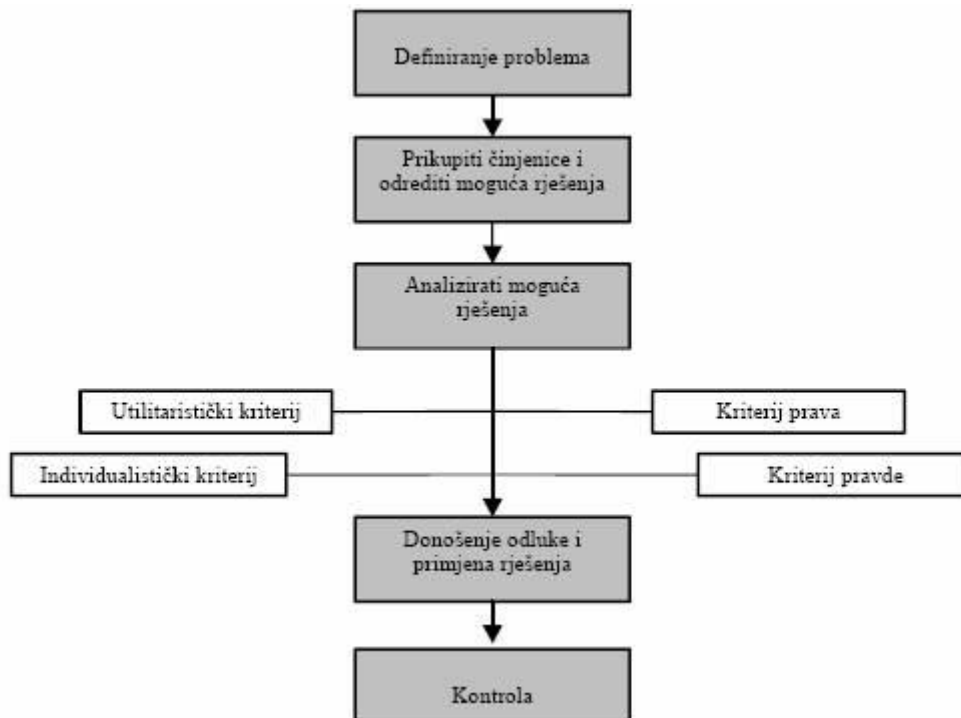 Definiranje problema
Prikupiti činjenice i
odrediti moguća rješenja
Analizirati moguća
rješenja
Utilitaristički kriterij
Kriterij prava
Individualistički kriterij
Kriterij pravde
Donošenje odluke i
primjena rješenja
Kontrola